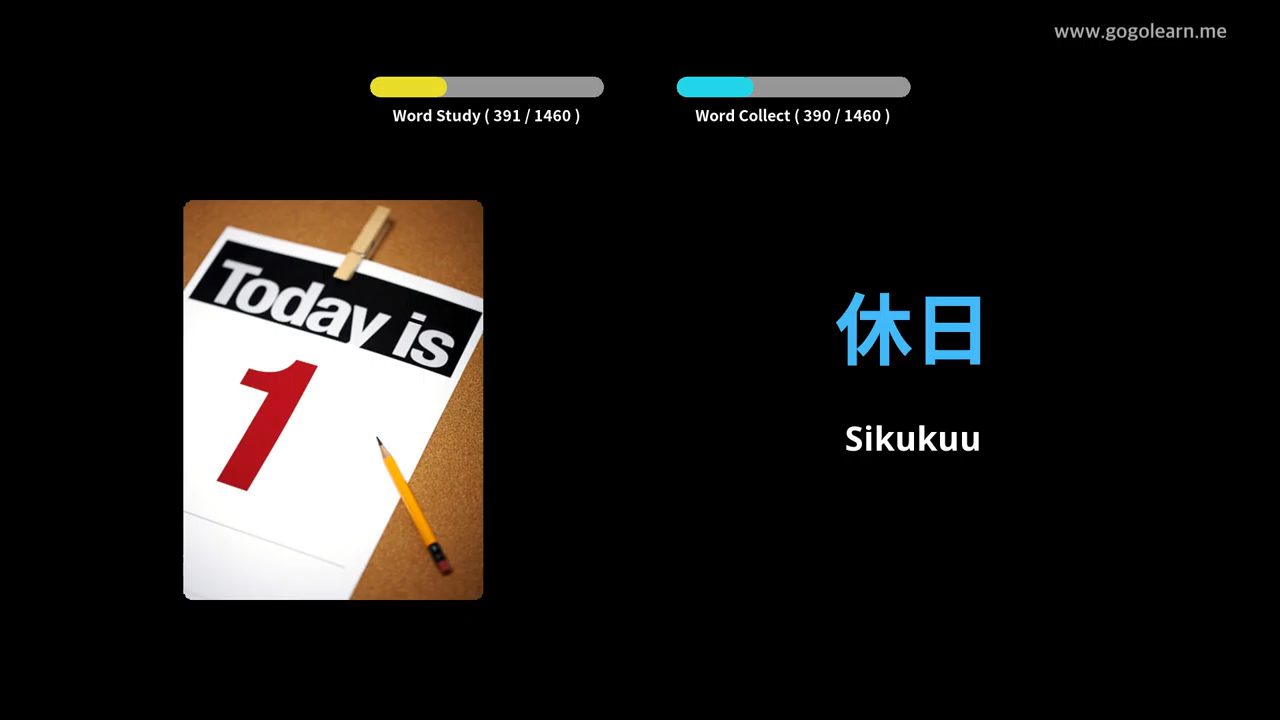 www.gogolearn.me
Word Study ( 391 / 1460 )
Word Collect ( 390 / 1460 )
Today is
1
休日
Sikukuu